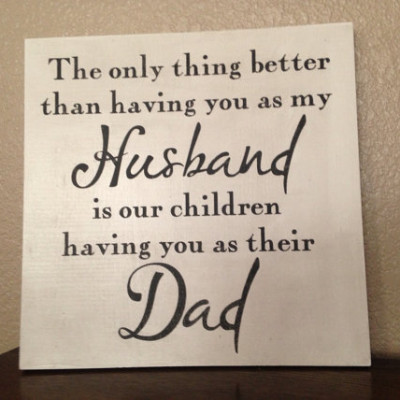 The only thing better
than having you as my
Husband
is our children
having you as their
Dad